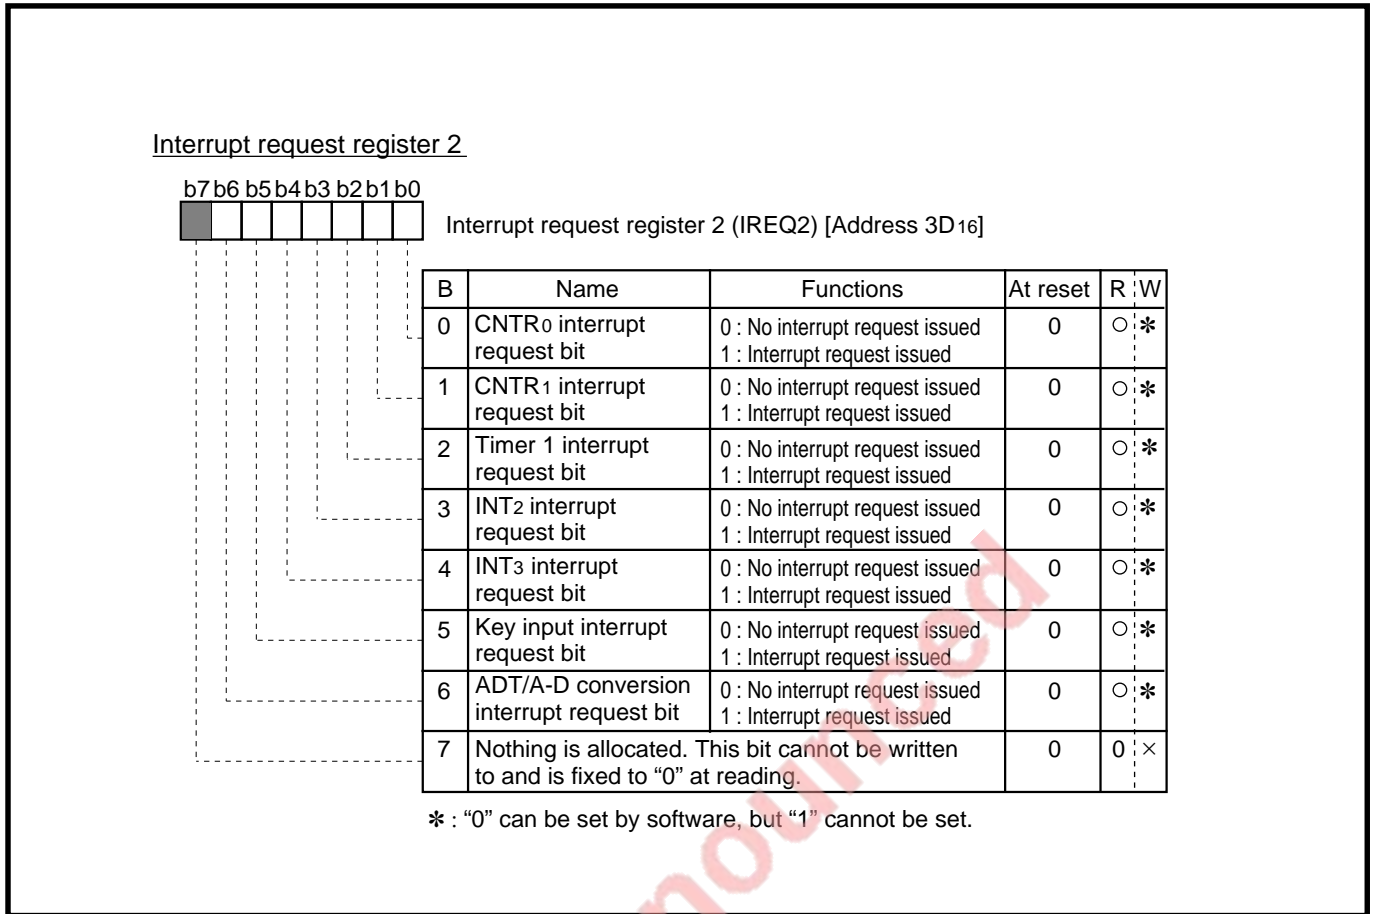 Interrupt request register 2
b7 b6 b5 b4 b3 b2 b1 b0
Interrupt request register 2 (IREQ2) [Address 3D16]
B Name Functions At reset R W
0 CNTR0 interrupt request bit 0 : No interrupt request issued 0 ○ ✻
1 : Interrupt request issued
1 CNTR1 interrupt request bit 0 : No interrupt request issued 0 ○ ✻
1 : Interrupt request issued
2 Timer 1 interrupt request bit 0 : No interrupt request issued 0 ○ ✻
1 : Interrupt request issued
3 INT2 interrupt request bit 0 : No interrupt request issued 0 ○ ✻
1 : Interrupt request issued
4 INT3 interrupt request bit 0 : No interrupt request issued 0 ○ ✻
1 : Interrupt request issued
5 Key input interrupt request bit 0 : No interrupt request issued 0 ○ ✻
1 : Interrupt request issued
6 ADT/A-D conversion interrupt request bit 0 : No interrupt request issued 0 ○ ✻
1 : Interrupt request issued
7 Nothing is allocated. This bit cannot be written 0 0 ×
to and is fixed to “0” at reading.
✻ : “0” can be set by software, but “1” cannot be set.